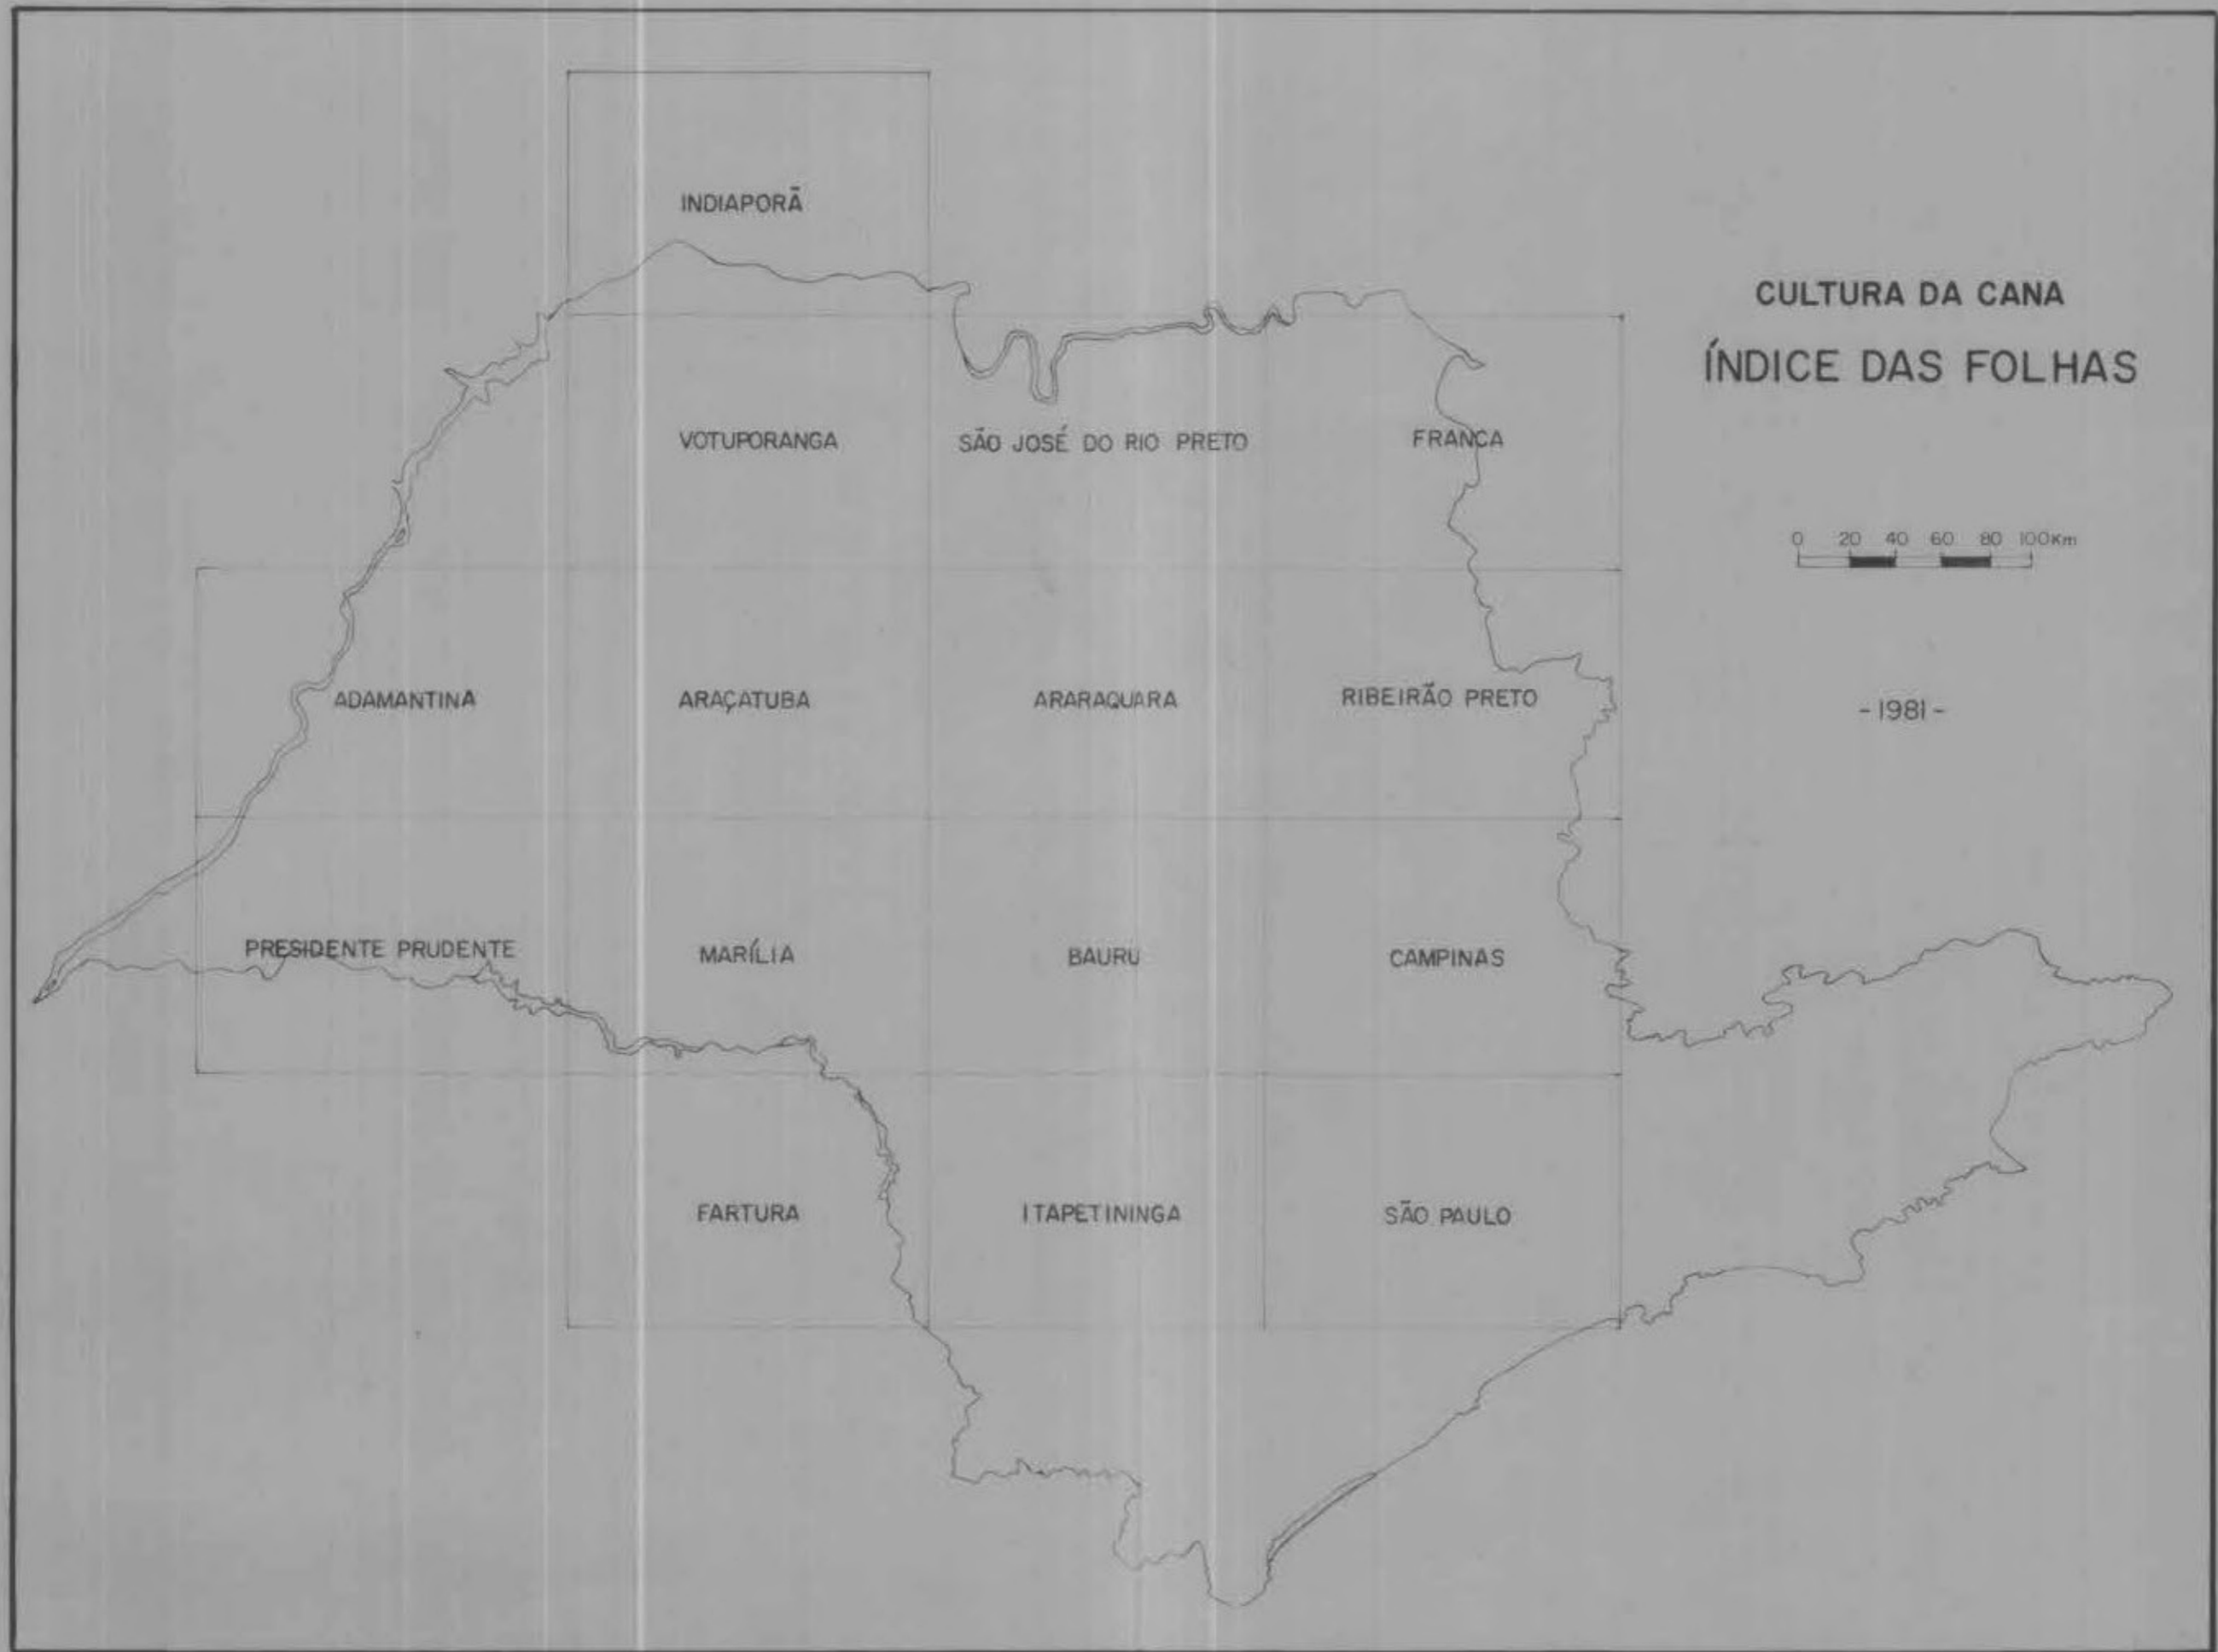 INDIAPORÃ
CULTURA DA CANA
ÍNDICE DAS FOLHAS
VOTUPORANGA
SÃO JOSÉ DO RIO PRETO
FRANCA
0 20 40 60 80 100Km
ADAMANTINA
ARAÇATUBA
ARARAQUARA
RIBEIRÃO PRETO
-1981-
PRESIDENTE PRUDENTE
MARÍLIA
BAURU
CAMPINAS
FARTURA
ITAPETININGA
SÃO PAULO